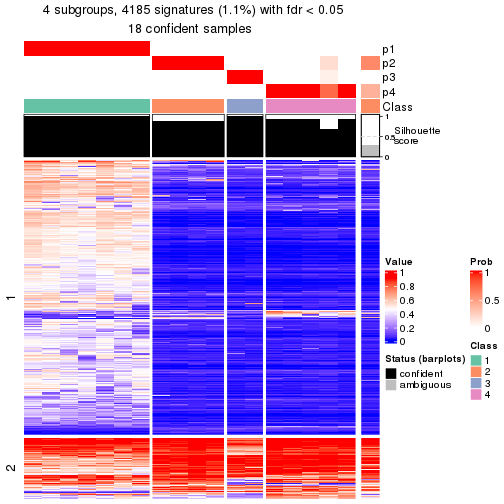 4 subgroups, 4185 signatures (1.1%) with fdr < 0.05
18 confident samples
p1
p2
p3
p4
Class
1
0.5
0
Silhouette
score
1
2
Value
1
0.8
0.6
0.4
0.2
0
Status (barplots)
confident
ambiguous
Prob
1
0.5
0
Class
1
2
3
4